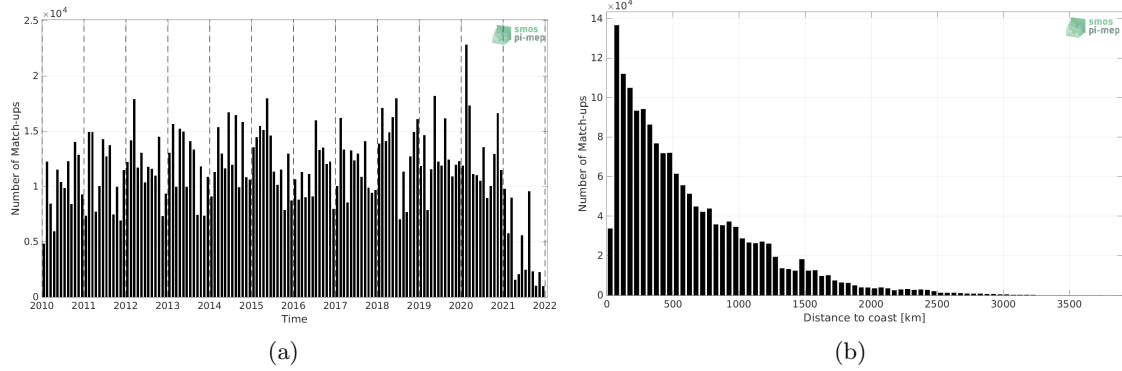 ×10⁴
2.5
2
1.5
1
0.5
0
Number of Match-ups
2010 2011 2012 2013 2014 2015 2016 2017 2018 2019 2020 2021 2022
Time
smos
pi-mep
(a)
×10⁴
14
12
10
8
6
4
2
0
Number of Match-ups
0 500 1000 1500 2000 2500 3000 3500
Distance to coast [km]
smos
pi-mep
(b)